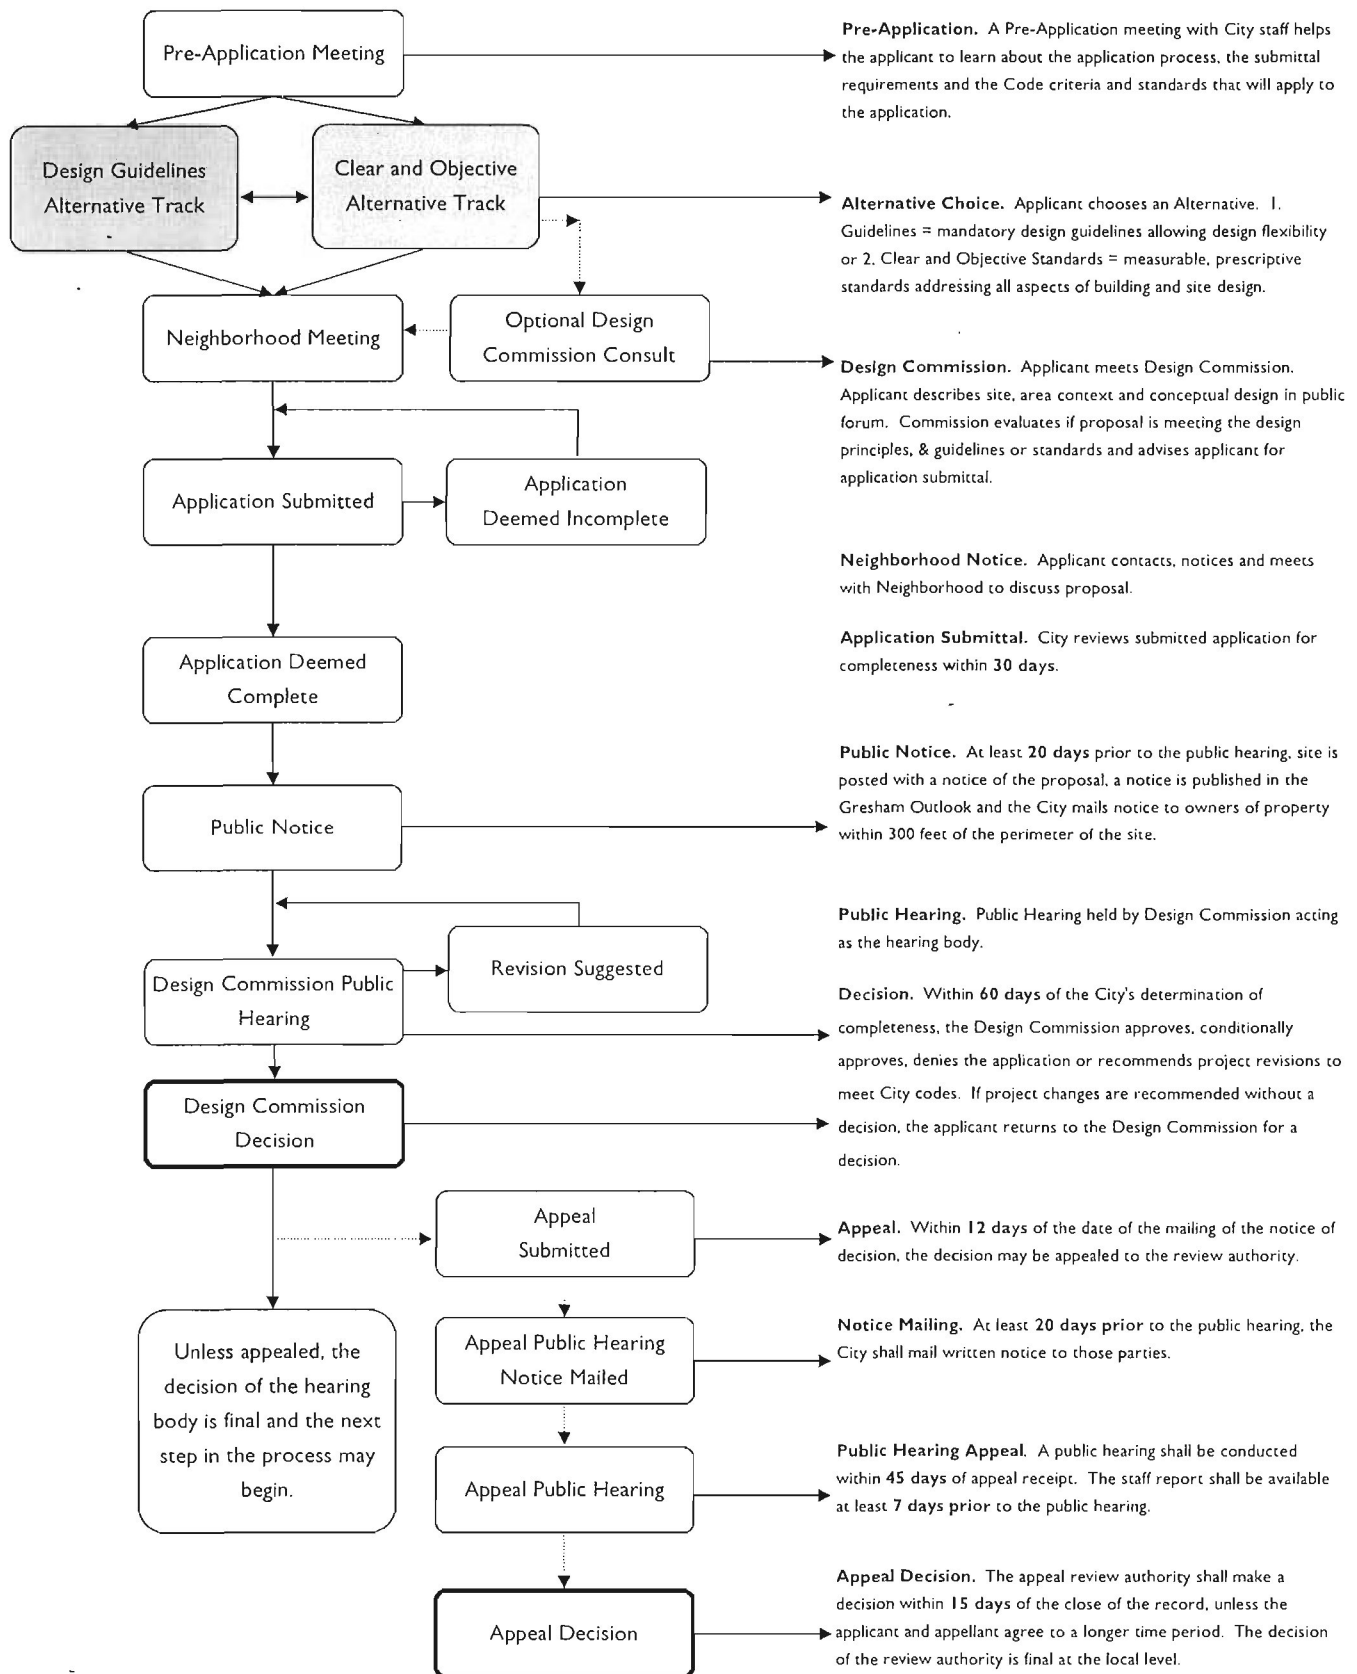 Pre-Application Meeting
Pre-Application. A Pre-Application meeting with City staff helps
the applicant to learn about the application process, the submittal
requirements and the Code criteria and standards that will apply to
the application.
Design Guidelines
Alternative Track
Clear and Objective
Alternative Track
Alternative Choice. Applicant chooses an Alternative. 1.
Guidelines = mandatory design guidelines allowing design flexibility
or 2. Clear and Objective Standards = measurable, prescriptive
standards addressing all aspects of building and site design.
Neighborhood Meeting
Optional Design
Commission Consult
Design Commission. Applicant meets Design Commission.
Applicant describes site, area context and conceptual design in public
forum. Commission evaluates if proposal is meeting the design
principles, & guidelines or standards and advises applicant for
application submittal.
Application Submitted
Application
Deemed Incomplete
Neighborhood Notice. Applicant contacts, notices and meets
with Neighborhood to discuss proposal.
Application Submittal. City reviews submitted application for
completeness within 30 days.
Application Deemed
Complete
Public Notice
Public Notice. At least 20 days prior to the public hearing, site is
posted with a notice of the proposal, a notice is published in the
Gresham Outlook and the City mails notice to owners of property
within 300 feet of the perimeter of the site.
Public Hearing. Public Hearing held by Design Commission acting
as the hearing body.
Design Commission Public
Hearing
Revision Suggested
Decision. Within 60 days of the City's determination of
completeness, the Design Commission approves, conditionally
approves, denies the application or recommends project revisions to
meet City codes. If project changes are recommended without a
decision, the applicant returns to the Design Commission for a
decision.
Design Commission
Decision
Appeal
Submitted
Appeal. Within 12 days of the date of the mailing of the notice of
decision, the decision may be appealed to the review authority.
Unless appealed, the
decision of the hearing
body is final and the next
step in the process may
begin.
Appeal Public Hearing
Notice Mailed
Notice Mailing. At least 20 days prior to the public hearing, the
City shall mail written notice to those parties.
Appeal Public Hearing
Public Hearing Appeal. A public hearing shall be conducted
within 45 days of appeal receipt. The staff report shall be available
at least 7 days prior to the public hearing.
Appeal Decision
Appeal Decision. The appeal review authority shall make a
decision within 15 days of the close of the record, unless the
applicant and appellant agree to a longer time period. The decision
of the review authority is final at the local level.